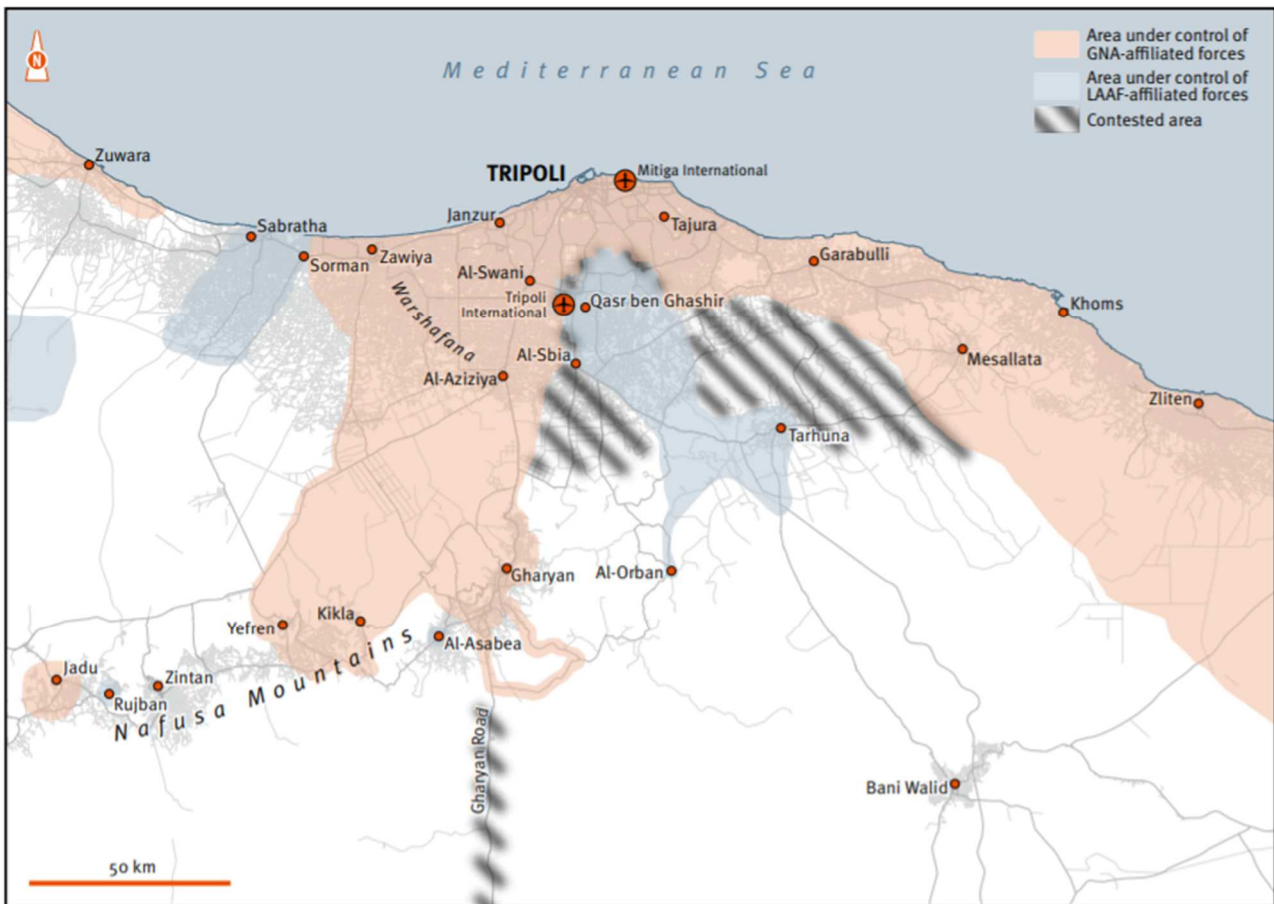 N
Mediterranean Sea
Area under control of
GNA-affiliated forces
Area under control of
LAAF-affiliated forces
Contested area
Zuwara
TRIPOLI
Mitiga International
Sabratha
Janzur
Tajura
Sorman
Zawiya
Al-Swani
Garabulli
Warshafana
Tripoli
International
Qasr ben Ghashir
Khoms
Al-Sbia
Al-Aziziya
Mesallata
Zliten
Tarhuna
Gharyan
Al-Orban
Yefren
Kikla
Al-Asabea
Jadu
Rujban
Zintan
Nafusa Mountains
Gharyan Road
Bani Walid
50 km